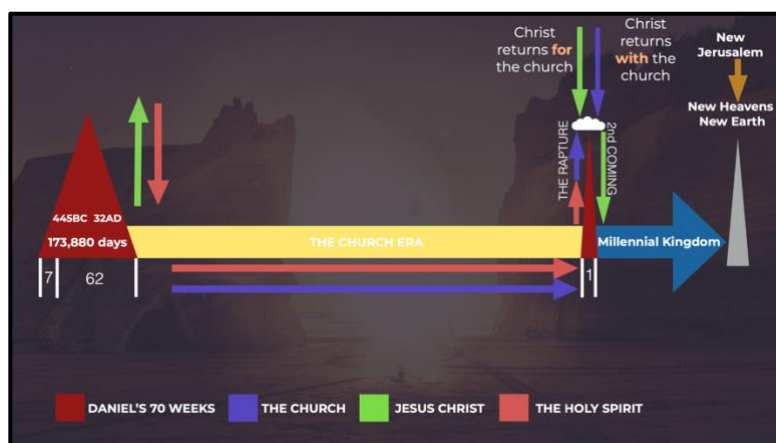 Christ
returns for
the church
Christ
returns with the
church
New
Jerusalem
New Heavens
New Earth
THE RAPTURE
2nd COMING
445BC 32AD
173,880 days
THE CHURCH ERA
Millennial Kingdom
7
62
1
DANIEL'S 70 WEEKS
THE CHURCH
JESUS CHRIST
THE HOLY SPIRIT